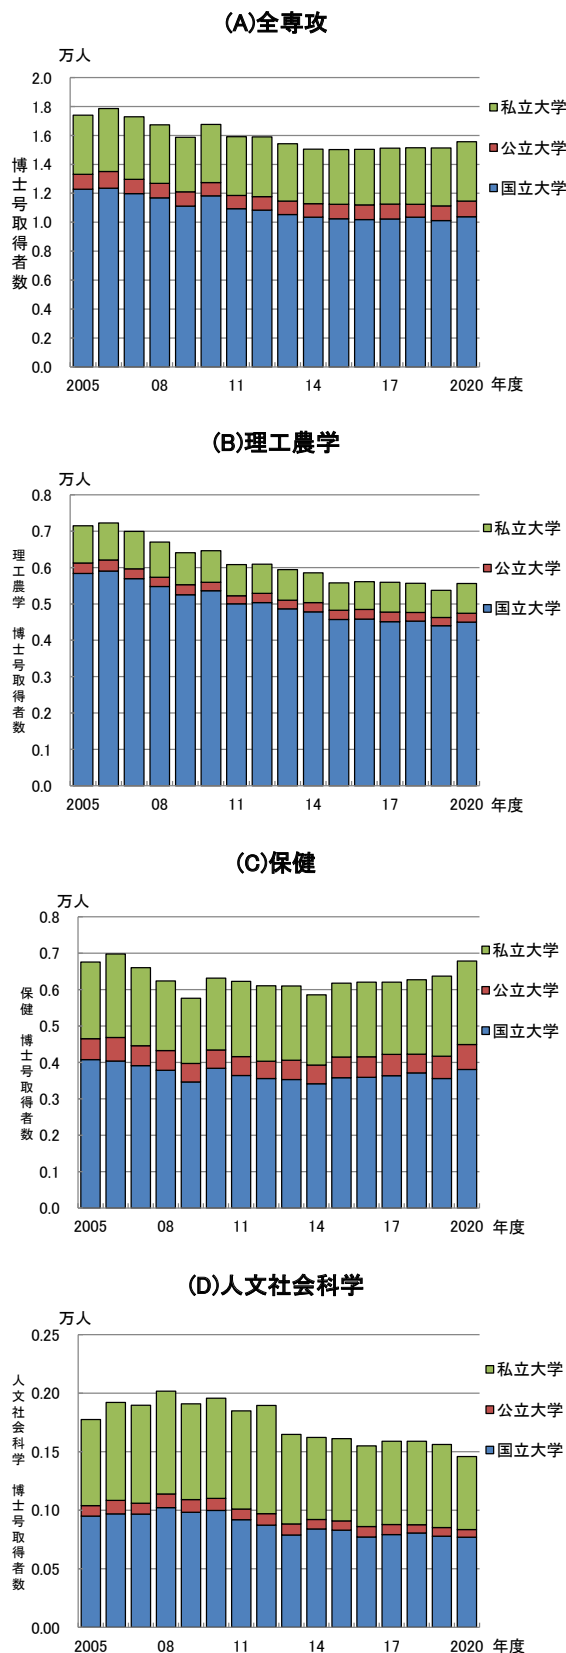 (A)全専攻
万人
2.0
1.8
1.6
1.4
1.2
1.0
0.8
0.6
0.4
0.2
0.0
博士号取得者数
私立大学
公立大学
国立大学
2005 08 11 14 17 2020 年度
(B)理工農学
万人
0.8
0.7
0.6
0.5
0.4
0.3
0.2
0.1
0.0
理工農学 博士号取得者数
私立大学
公立大学
国立大学
2005 08 11 14 17 2020 年度
(C)保健
万人
0.8
0.7
0.6
0.5
0.4
0.3
0.2
0.1
0.0
保健 博士号取得者数
私立大学
公立大学
国立大学
2005 08 11 14 17 2020 年度
(D)人文社会科学
万人
0.25
0.20
0.15
0.10
0.05
0.00
人文社会科学 博士号取得者数
私立大学
公立大学
国立大学
2005 08 11 14 17 2020 年度